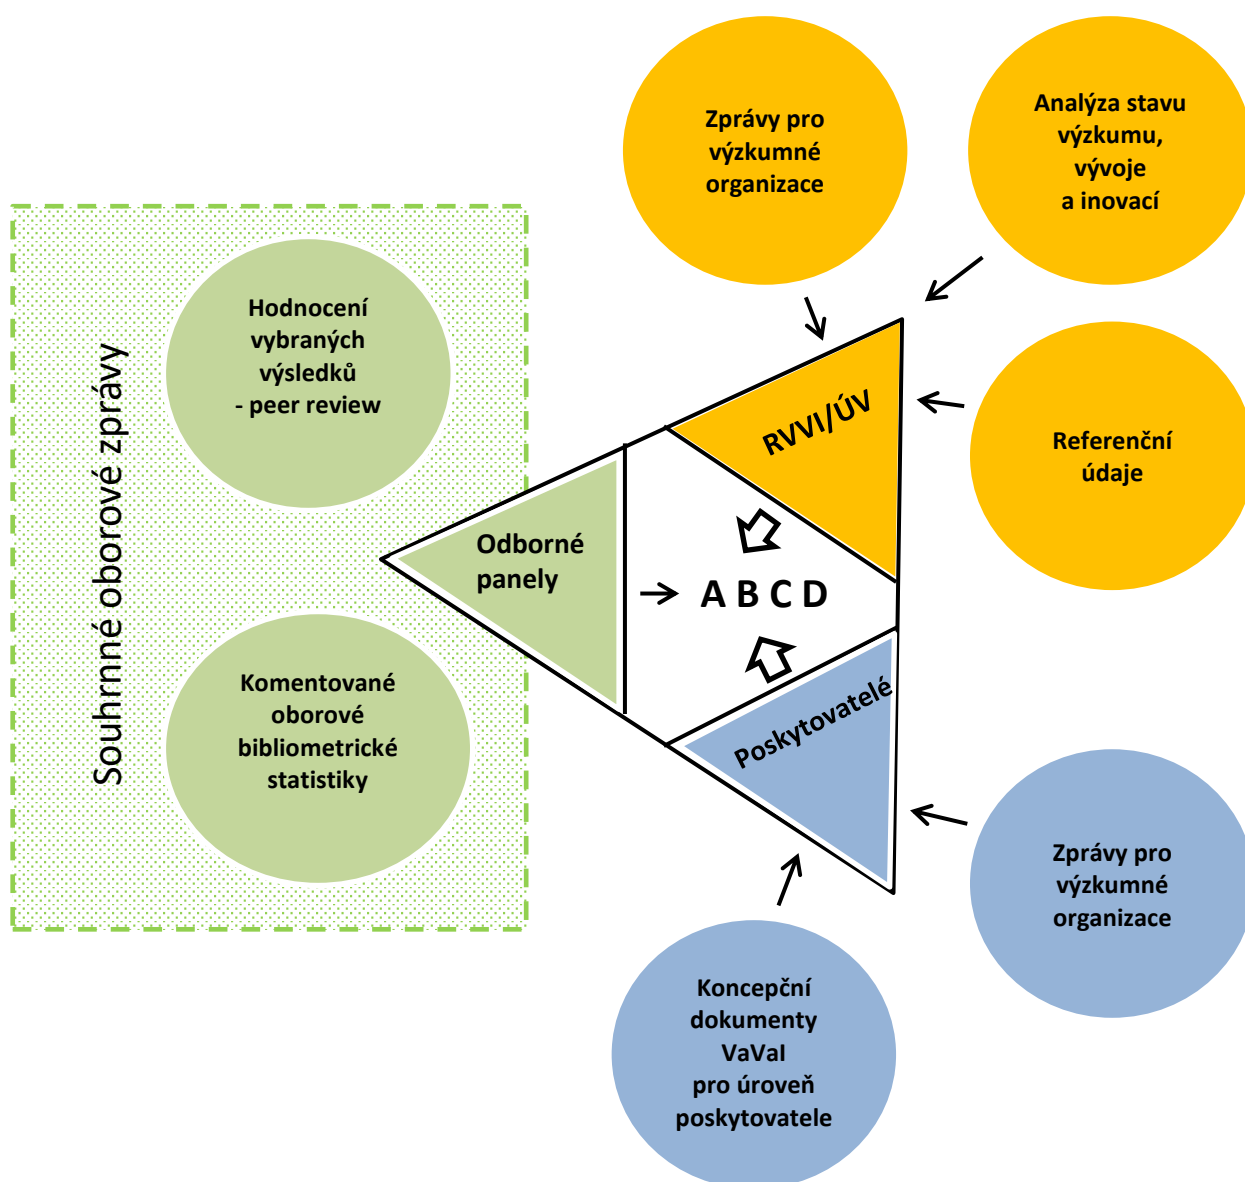 Zprávy pro
výzkumné
organizace
Analýza stavu
výzkumu,
vývoje
a inovací
Souhrnné oborové zprávy
Hodnocení
vybraných
výsledků
- peer review
RVVI/ÚV
Referenční
údaje
Odborné
panely
A B C D
Komentované
oborové
bibliometrické
statistiky
Poskytovatelé
Zprávy pro
výzkumné
organizace
Koncepční
dokumenty
VaVaI
pro úroveň
poskytovatele